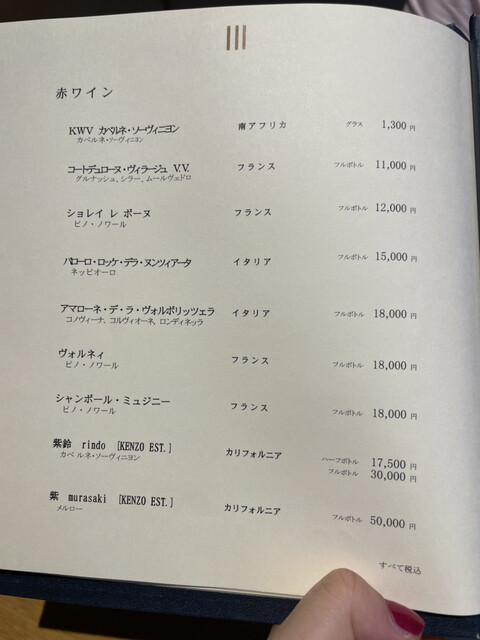 赤ワイン
KWV カベルネ・ソーヴィニヨン 南アフリカ グラス 1,300 円
カベルネ・ソーヴィニヨン
コートデュローヌ・ヴィラージュ V.V. フランス フルボトル 11,000 円
グルナッシュ、シラー、ムールヴェドロ
ショレイ レ ボーヌ フランス フルボトル 12,000 円
ピノ・ノワール
バローロ・ロッケ・デラ・ヌンツィアータ イタリア フルボトル 15,000 円
ネッビオーロ
アマローネ・デ・ラ・ヴォルポリッツェラ イタリア フルボトル 18,000 円
コノヴィーナ、コルヴィオーネ、ロンディネッラ
ヴォルネィ フランス フルボトル 18,000 円
ピノ・ノワール
シャンボール・ミュジニー フランス フルボトル 18,000 円
ピノ・ノワール
紫鈴 rindo [KENZO EST.] カリフォルニア ハーフボトル 17,500 円
カベルネ・ソーヴィニヨン フルボトル 30,000 円
紫 murasaki [KENZO EST.] カリフォルニア フルボトル 50,000 円
メルロー
すべて税込